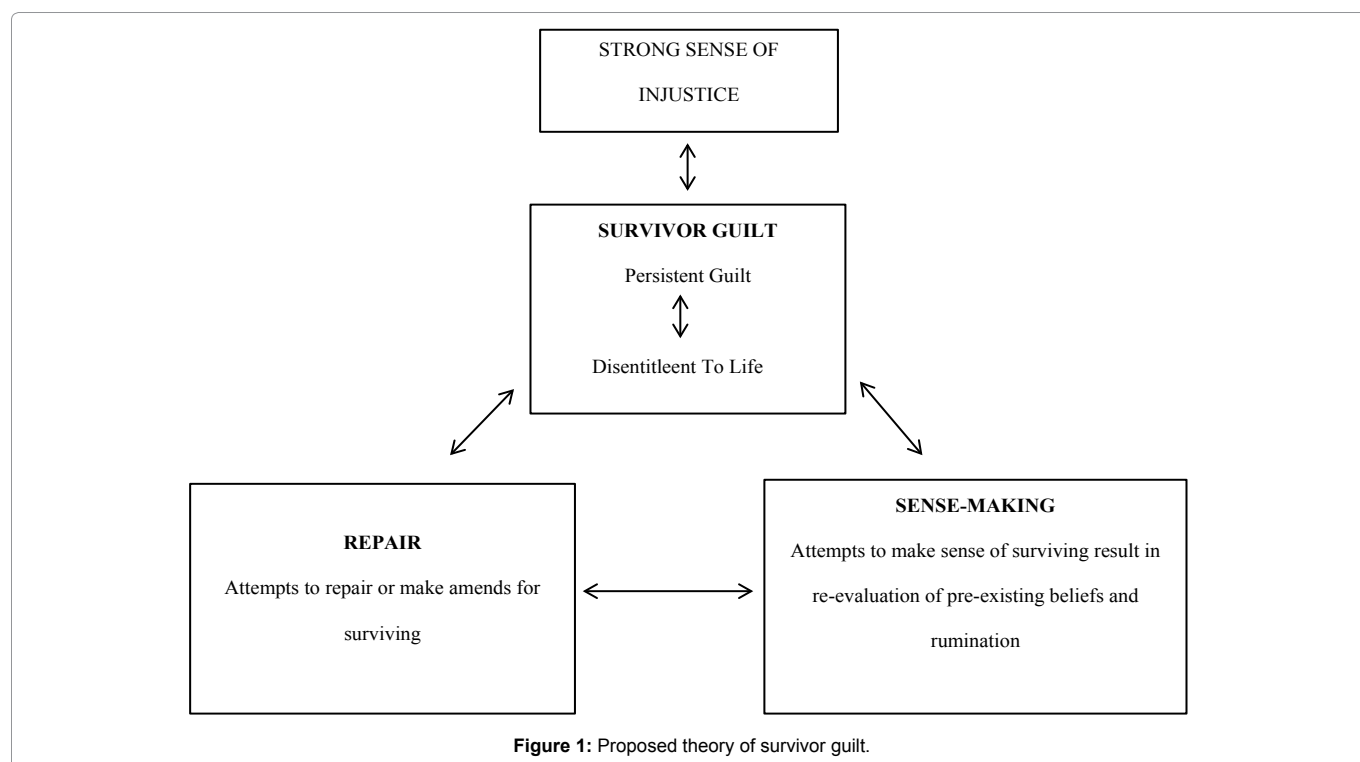 STRONG SENSE OF
INJUSTICE
SURVIVOR GUILT
Persistent Guilt
Disentitleent To Life
REPAIR
Attempts to repair or make amends for
surviving
SENSE-MAKING
Attempts to make sense of surviving result in
re-evaluation of pre-existing beliefs and
rumination
Figure 1: Proposed theory of survivor guilt.